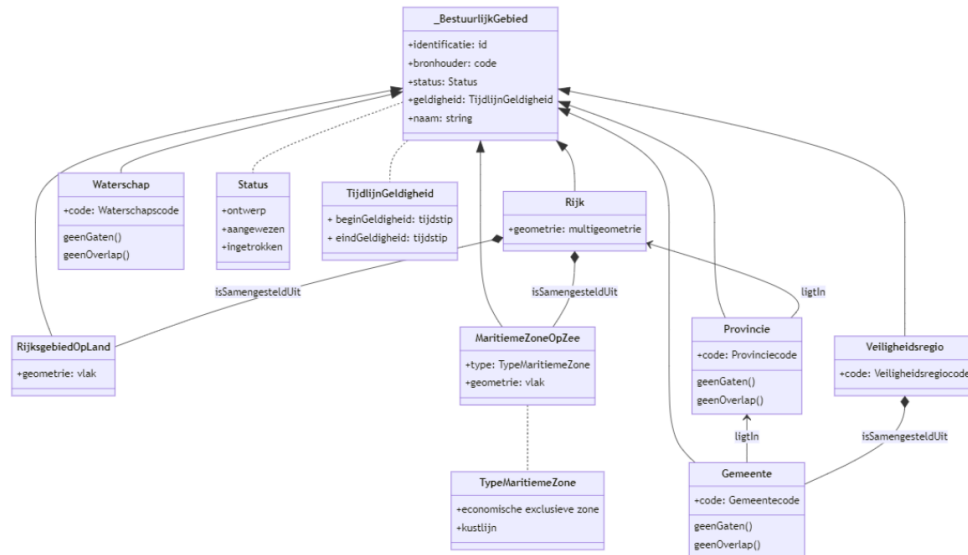 _BestuurlijkGebied
+identificatie: id
+bronhouder: code
+status: Status
+geldigheid: TijdlijnGeldigheid
+naam: string
Waterschap
+code: Waterschapscode
geenGaten()
geenOverlap()
Status
+ontwerp
+aangewezen
+ingetrokken
TijdlijnGeldigheid
+ beginGeldigheid: tijdstip
+ eindGeldigheid: tijdstip
Rijk
+geometrie: multigeometrie
isSamengesteldUit
isSamengesteldUit
ligtIn
RijksgebiedOpLand
+geometrie: vlak
MaritiemeZoneOpZee
+type: TypeMaritiemeZone
+geometrie: vlak
Provincie
+code: Provinciecode
geenGaten()
geenOverlap()
Veiligheidsregio
+code: Veiligheidsregiocode
ligtIn
isSamengesteldUit
TypeMaritiemeZone
+economische exclusieve zone
+kustlijn
Gemeente
+code: Gemeentecode
geenGaten()
geenOverlap()